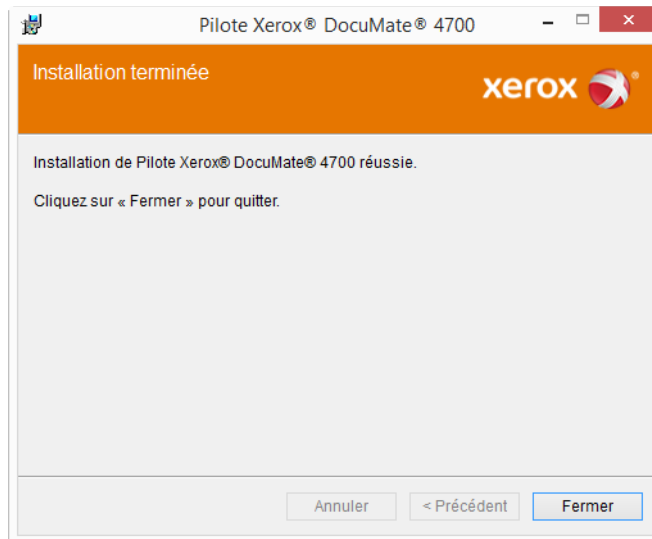 Pilote Xerox® DocuMate® 4700
Installation terminée
xerox
Installation de Pilote Xerox® DocuMate® 4700 réussie.
Cliquez sur « Fermer » pour quitter.
Annuler
< Précédent
Fermer